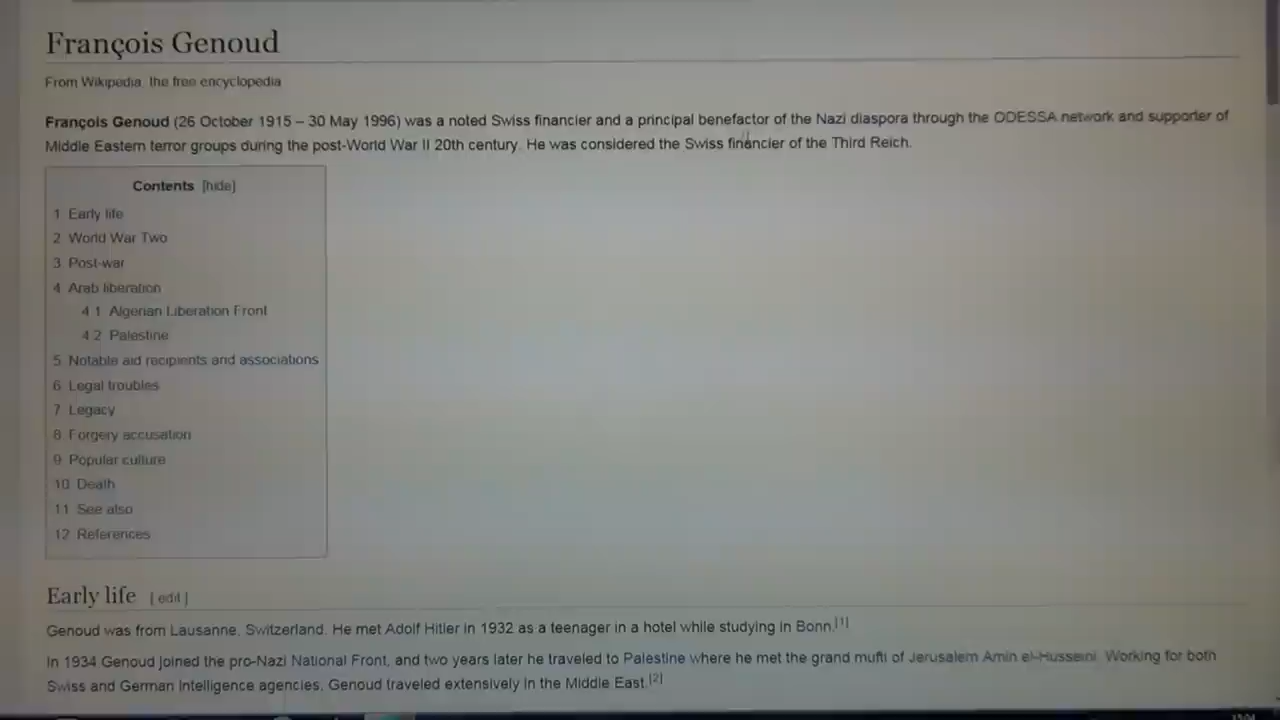 François Genoud
From Wikipedia, the free encyclopedia
François Genoud (26 October 1915 – 30 May 1996) was a noted Swiss financier and a principal benefactor of the Nazi diaspora through the ODESSA network and supporter of
Middle Eastern terror groups during the post-World War II 20th century. He was considered the Swiss financier of the Third Reich.
Contents [hide]
1 Early life
2 World War Two
3 Post-war
4 Arab liberation
4.1 Algerian Liberation Front
4.2 Palestine
5 Notable aid recipients and associations
6 Legal troubles
7 Legacy
8 Forgery accusation
9 Popular culture
10 Death
11 See also
12 References
Early life [edit]
Genoud was from Lausanne, Switzerland. He met Adolf Hitler in 1932 as a teenager in a hotel while studying in Bonn.[1]
In 1934 Genoud joined the pro-Nazi National Front, and two years later he traveled to Palestine where he met the grand mufti of Jerusalem Amin el-Husseini. Working for both
Swiss and German Intelligence agencies, Genoud traveled extensively in the Middle East.[2]